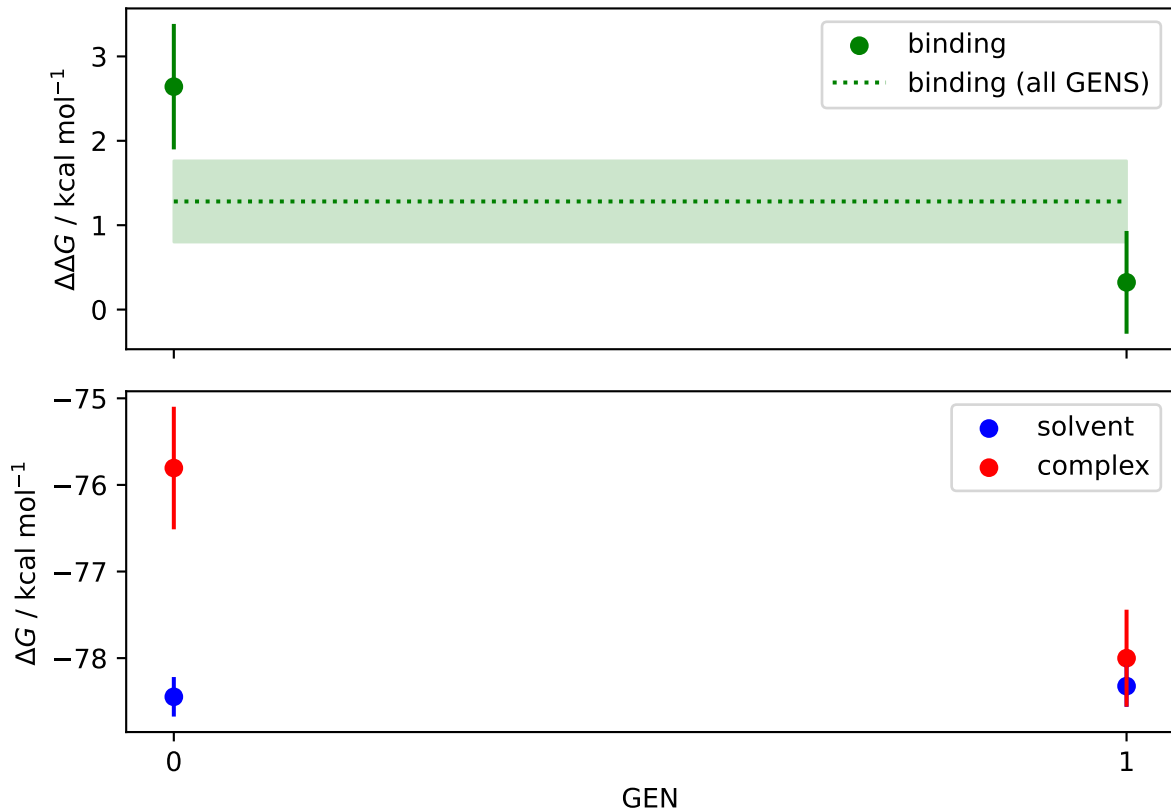 3
2
1
0
ΔΔG / kcal mol⁻¹
binding
binding (all GENS)
−75
−76
−77
−78
ΔG / kcal mol⁻¹
solvent
complex
0
1
GEN